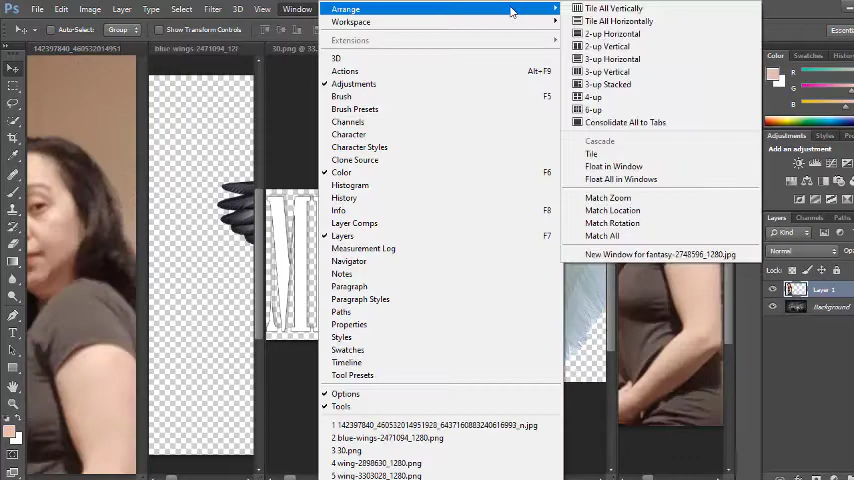 Ps File Edit Image Layer Type Select Filter 3D View Window
Auto-Select: Group Show Transform Controls
142397840_460532014951
blue-wings-2471094_12
30.png @ 33.
Arrange
Workspace
Extensions
3D
Actions Alt+F9
Adjustments
Brush F5
Brush Presets
Channels
Character
Character Styles
Clone Source
Color F6
Histogram
History
Info F8
Layer Comps
Layers F7
Measurement Log
Navigator
Notes
Paragraph
Paragraph Styles
Paths
Properties
Styles
Swatches
Timeline
Tool Presets
Options
Tools
1 142397840_460532014951928_6437160883240616993_n.jpg
2 blue-wings-2471094_1280.png
3 30.png
4 wing-2898630_1280.png
5 wing-3303028_1280.png
Tile All Vertically
Tile All Horizontally
2-up Horizontal
2-up Vertical
3-up Horizontal
3-up Vertical
3-up Stacked
4-up
6-up
Consolidate All to Tabs
Cascade
Tile
Float in Window
Float All in Windows
Match Zoom
Match Location
Match Rotation
Match All
New Window for fantasy-2748596_1280.jpg
Essenti
Color Swatches
R
G
B
Adjustments Styles
Add an adjustment
Layers Channels Paths
Kind
Normal
Lock:
Layer 1
Background